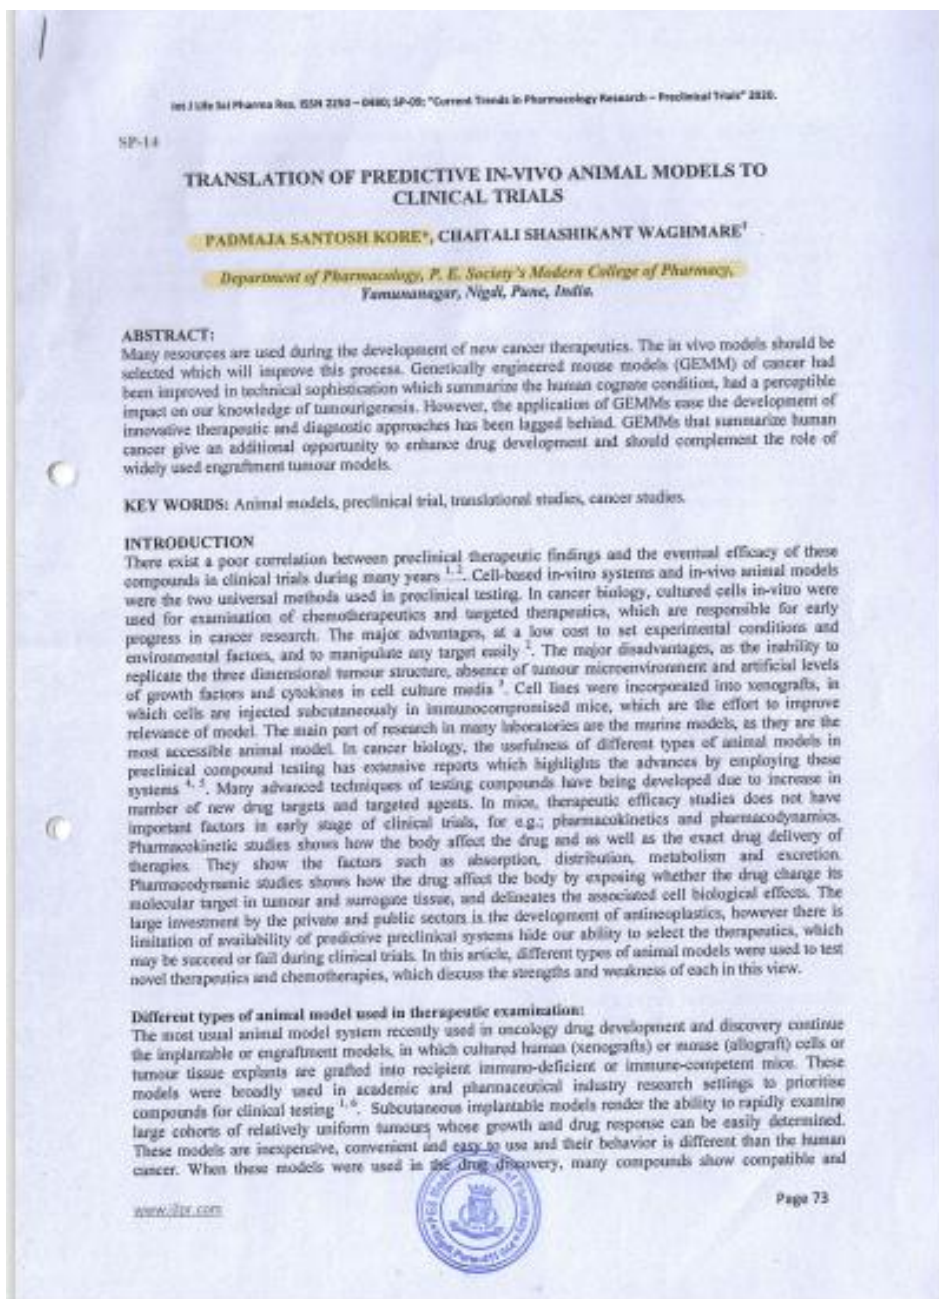 Int J Life Sci Pharma Res, ISSN 2250 – 0480; SP-09; "Current Trends in Pharmacology Research – Preclinical Trials" 2020.
SP-14
TRANSLATION OF PREDICTIVE IN-VIVO ANIMAL MODELS TO
CLINICAL TRIALS
PADMAJA SANTOSH KORE*, CHAITALI SHASHIKANT WAGHMARE¹
Department of Pharmacology, P. E. Society's Modern College of Pharmacy,
Yamunanagar, Nigdi, Pune, India.
ABSTRACT:
Many resources are used during the development of new cancer therapeutics. The in vivo models should be
selected which will improve this process. Genetically engineered mouse models (GEMM) of cancer had
been improved in technical sophistication which summarize the human cognate condition, had a perceptible
impact on our knowledge of tumourigenesis. However, the application of GEMMs ease the development of
innovative therapeutic and diagnostic approaches has been lagged behind. GEMMs that summarize human
cancer give an additional opportunity to enhance drug development and should complement the role of
widely used engraftment tumour models.
KEY WORDS: Animal models, preclinical trial, translational studies, cancer studies.
INTRODUCTION
There exist a poor correlation between preclinical therapeutic findings and the eventual efficacy of these
compounds in clinical trials during many years 1, 2. Cell-based in-vitro systems and in-vivo animal models
were the two universal methods used in preclinical testing. In cancer biology, cultured cells in-vitro were
used for examination of chemotherapeutics and targeted therapeutics, which are responsible for early
progress in cancer research. The major advantages, at a low cost to set experimental conditions and
environmental factors, and to manipulate any target easily 2. The major disadvantages, as the inability to
replicate the three dimensional tumour structure, absence of tumour microenvironment and artificial levels
of growth factors and cytokines in cell culture media 3. Cell lines were incorporated into xenografts, in
which cells are injected subcutaneously in immunocompromised mice, which are the effort to improve
relevance of model. The main part of research in many laboratories are the murine models, as they are the
most accessible animal model. In cancer biology, the usefulness of different types of animal models in
preclinical compound testing has extensive reports which highlights the advances by employing these
systems 4, 5. Many advanced techniques of testing compounds have being developed due to increase in
number of new drug targets and targeted agents. In mice, therapeutic efficacy studies does not have
important factors in early stage of clinical trials, for e.g.; pharmacokinetics and pharmacodynamics.
Pharmacokinetic studies shows how the body affect the drug and as well as the exact drug delivery of
therapies. They show the factors such as absorption, distribution, metabolism and excretion.
Pharmacodynamic studies shows how the drug affect the body by exposing whether the drug change its
molecular target in tumour and surrogate tissue, and delineates the associated cell biological effects. The
large investment by the private and public sectors is the development of antineoplastics, however there is
limitation of availability of predictive preclinical systems hide our ability to select the therapeutics, which
may be succeed or fail during clinical trials. In this article, different types of animal models were used to test
novel therapeutics and chemotherapies, which discuss the strengths and weakness of each in this view.
Different types of animal model used in therapeutic examination:
The most usual animal model system recently used in oncology drug development and discovery continue
the implantable or engraftment models, in which cultured human (xenografts) or mouse (allograft) cells or
tumour tissue explants are grafted into recipient immuno-deficient or immune-competent mice. These
models were broadly used in academic and pharmaceutical industry research settings to prioritise
compounds for clinical testing 1, 6. Subcutaneous implantable models render the ability to rapidly examine
large cohorts of relatively uniform tumours whose growth and drug response can be easily determined.
These models are inexpensive, convenient and easy to use and their behavior is different than the human
cancer. When these models were used in the drug discovery, many compounds show compatible and
www.ijlpr.com
Page 73